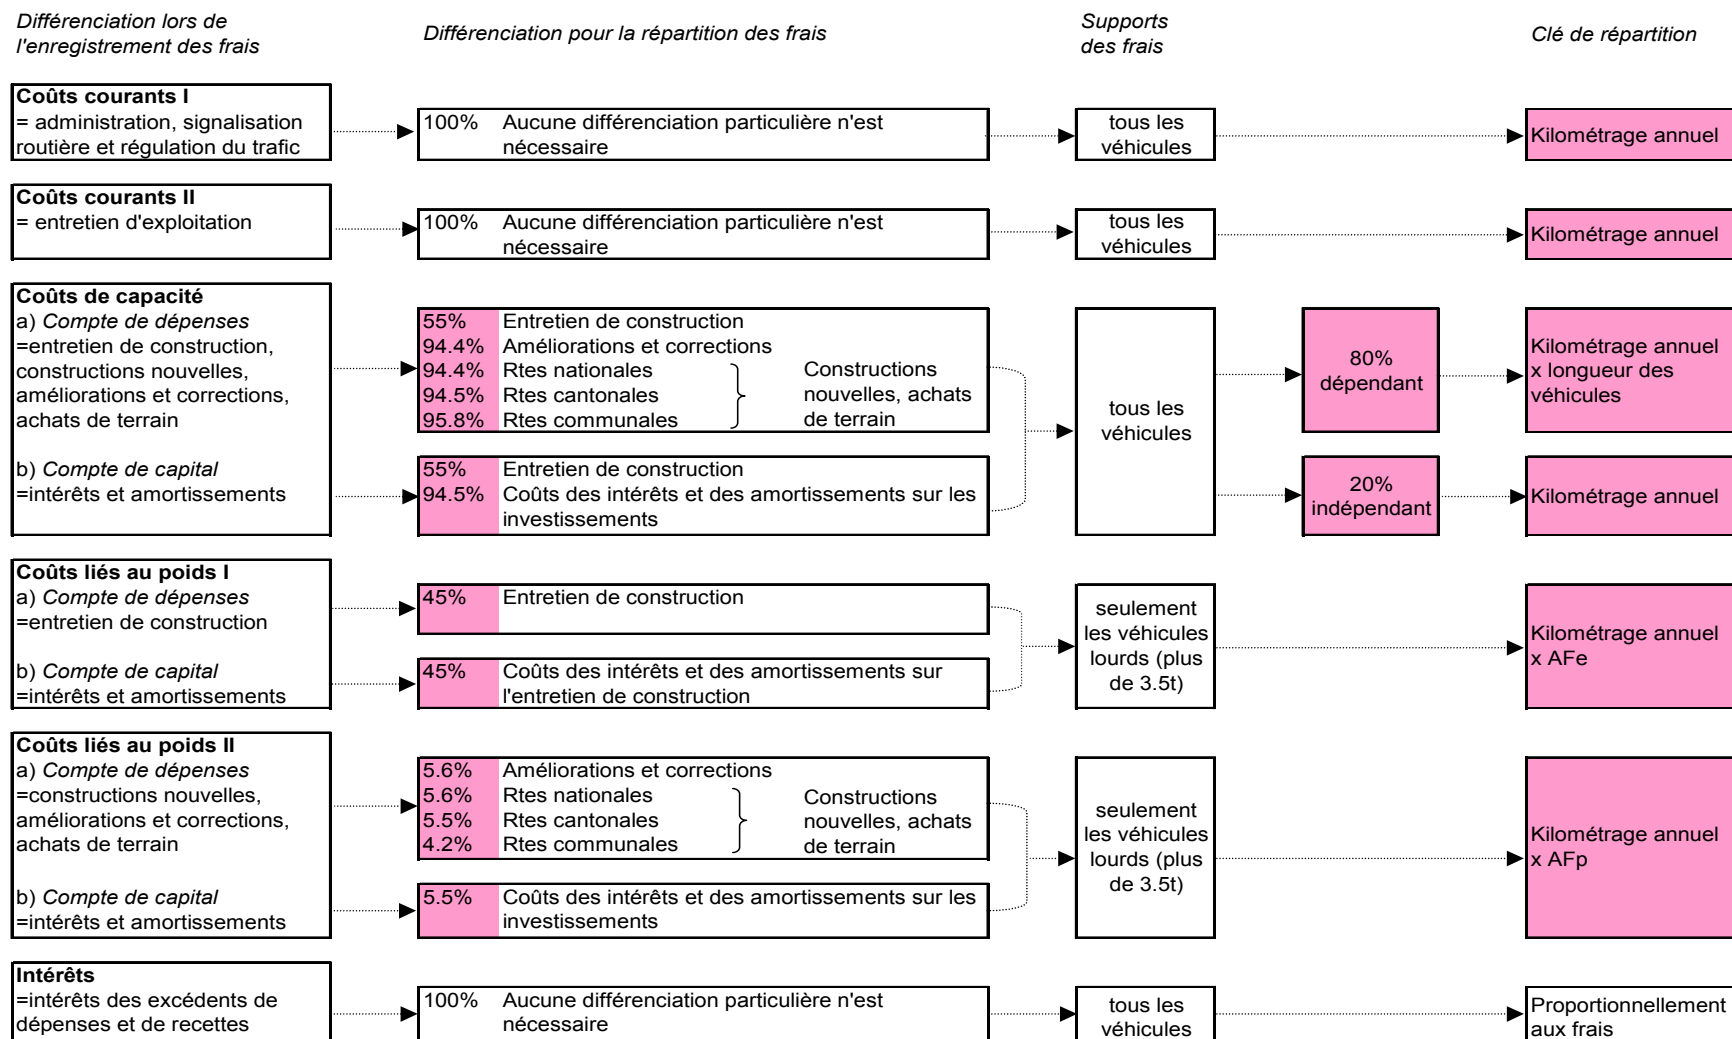 Différenciation lors de
l'enregistrement des frais
Différenciation pour la répartition des frais
Supports
des frais
Clé de répartition
Coûts courants I
= administration, signalisation
routière et régulation du trafic
100% Aucune différenciation particulière n'est
nécessaire
tous les
véhicules
Kilométrage annuel
Coûts courants II
= entretien d'exploitation
100% Aucune différenciation particulière n'est
nécessaire
tous les
véhicules
Kilométrage annuel
Coûts de capacité
a) Compte de dépenses
=entretien de construction,
constructions nouvelles,
améliorations et corrections,
achats de terrain
b) Compte de capital
=intérêts et amortissements
55% Entretien de construction
94.4% Améliorations et corrections
94.4% Rtes nationales
94.5% Rtes cantonales
95.8% Rtes communales
Constructions
nouvelles, achats
de terrain
55% Entretien de construction
94.5% Coûts des intérêts et des amortissements sur les
investissements
tous les
véhicules
80%
dépendant
Kilométrage annuel
x longueur des
véhicules
20%
indépendant
Kilométrage annuel
Coûts liés au poids I
a) Compte de dépenses
=entretien de construction
b) Compte de capital
=intérêts et amortissements
45% Entretien de construction
45% Coûts des intérêts et des amortissements sur
l'entretien de construction
seulement
les véhicules
lourds (plus
de 3.5t)
Kilométrage annuel
x AFe
Coûts liés au poids II
a) Compte de dépenses
=constructions nouvelles,
améliorations et corrections,
achats de terrain
b) Compte de capital
=intérêts et amortissements
5.6% Améliorations et corrections
5.6% Rtes nationales
5.5% Rtes cantonales
4.2% Rtes communales
Constructions
nouvelles, achats
de terrain
5.5% Coûts des intérêts et des amortissements sur les
investissements
seulement
les véhicules
lourds (plus
de 3.5t)
Kilométrage annuel
x AFp
Intérêts
=intérêts des excédents de
dépenses et de recettes
100% Aucune différenciation particulière n'est
nécessaire
tous les
véhicules
Proportionnellement
aux frais